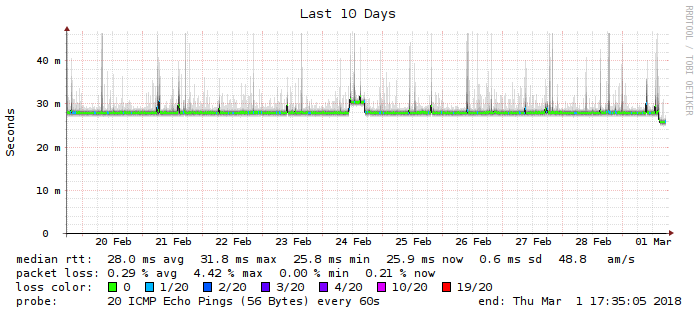 Last 10 Days
RRDTOOL / TOBI OETIKER
Seconds
40 m
30 m
20 m
10 m
0
20 Feb 21 Feb 22 Feb 23 Feb 24 Feb 25 Feb 26 Feb 27 Feb 28 Feb 01 Mar
median rtt: 28.0 ms avg 31.8 ms max 25.8 ms min 25.9 ms now 0.6 ms sd 48.8 am/s
packet loss: 0.29 % avg 4.42 % max 0.00 % min 0.21 % now
loss color: 0 1/20 2/20 3/20 4/20 10/20 19/20
probe: 20 ICMP Echo Pings (56 Bytes) every 60s end: Thu Mar 1 17:35:05 2018